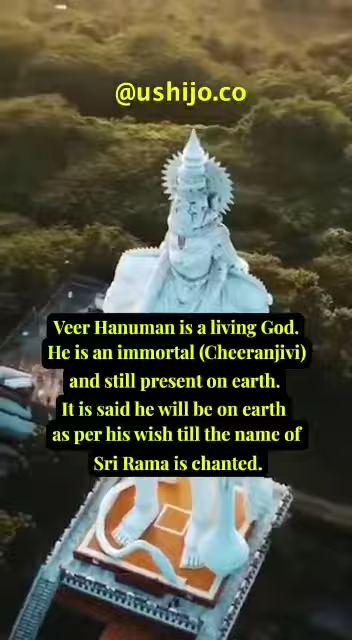 @ushijo.co
Veer Hanuman is a living God.
He is an immortal (Cheeranjivi)
and still present on earth.
It is said he will be on earth
as per his wish till the name of
Sri Rama is chanted.